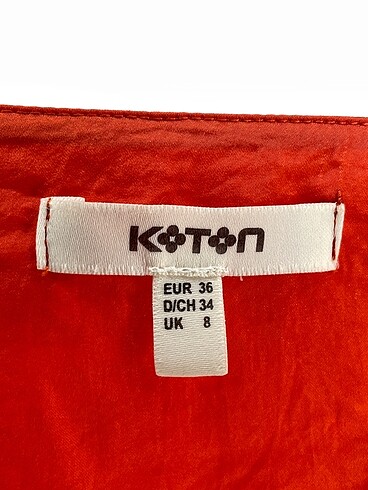 KOTON
EUR 36
D/CH 34
UK 8